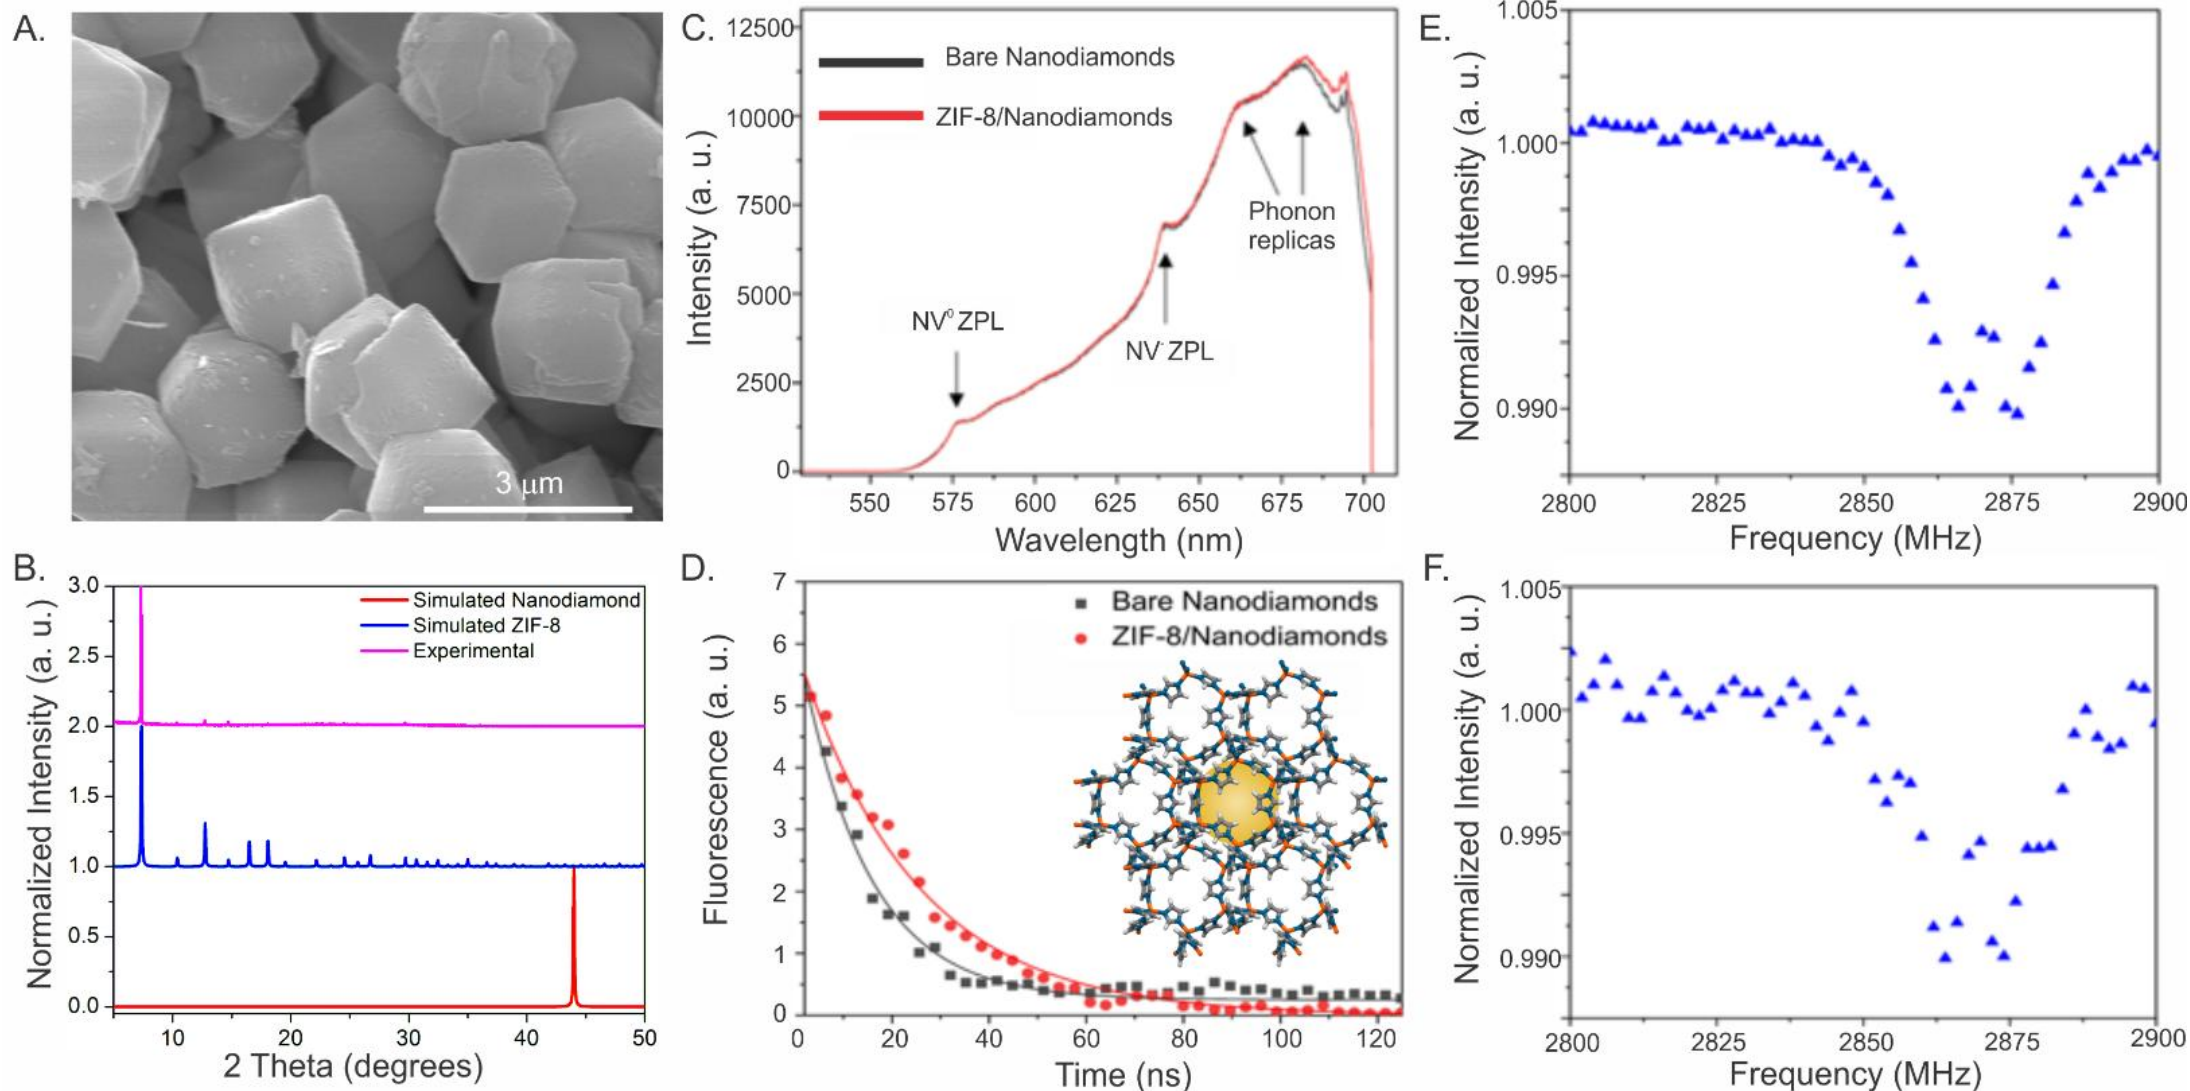 A.
3 μm
B.
3.0
2.5
2.0
1.5
1.0
0.5
0.0
Normalized Intensity (a. u.)
Simulated Nanodiamond
Simulated ZIF-8
Experimental
10 20 30 40 50
2 Theta (degrees)
C.
12500
10000
7500
5000
2500
0
Intensity (a. u.)
Bare Nanodiamonds
ZIF-8/Nanodiamonds
Phonon
replicas
NV⁰ ZPL
NV⁻ ZPL
550 575 600 625 650 675 700
Wavelength (nm)
D.
7
6
5
4
3
2
1
0
Fluorescence (a. u.)
Bare Nanodiamonds
ZIF-8/Nanodiamonds
0 20 40 60 80 100 120
Time (ns)
E.
1.005
1.000
0.995
0.990
Normalized Intensity (a. u.)
2800 2825 2850 2875 2900
Frequency (MHz)
F.
1.005
1.000
0.995
0.990
Normalized Intensity (a. u.)
2800 2825 2850 2875 2900
Frequency (MHz)